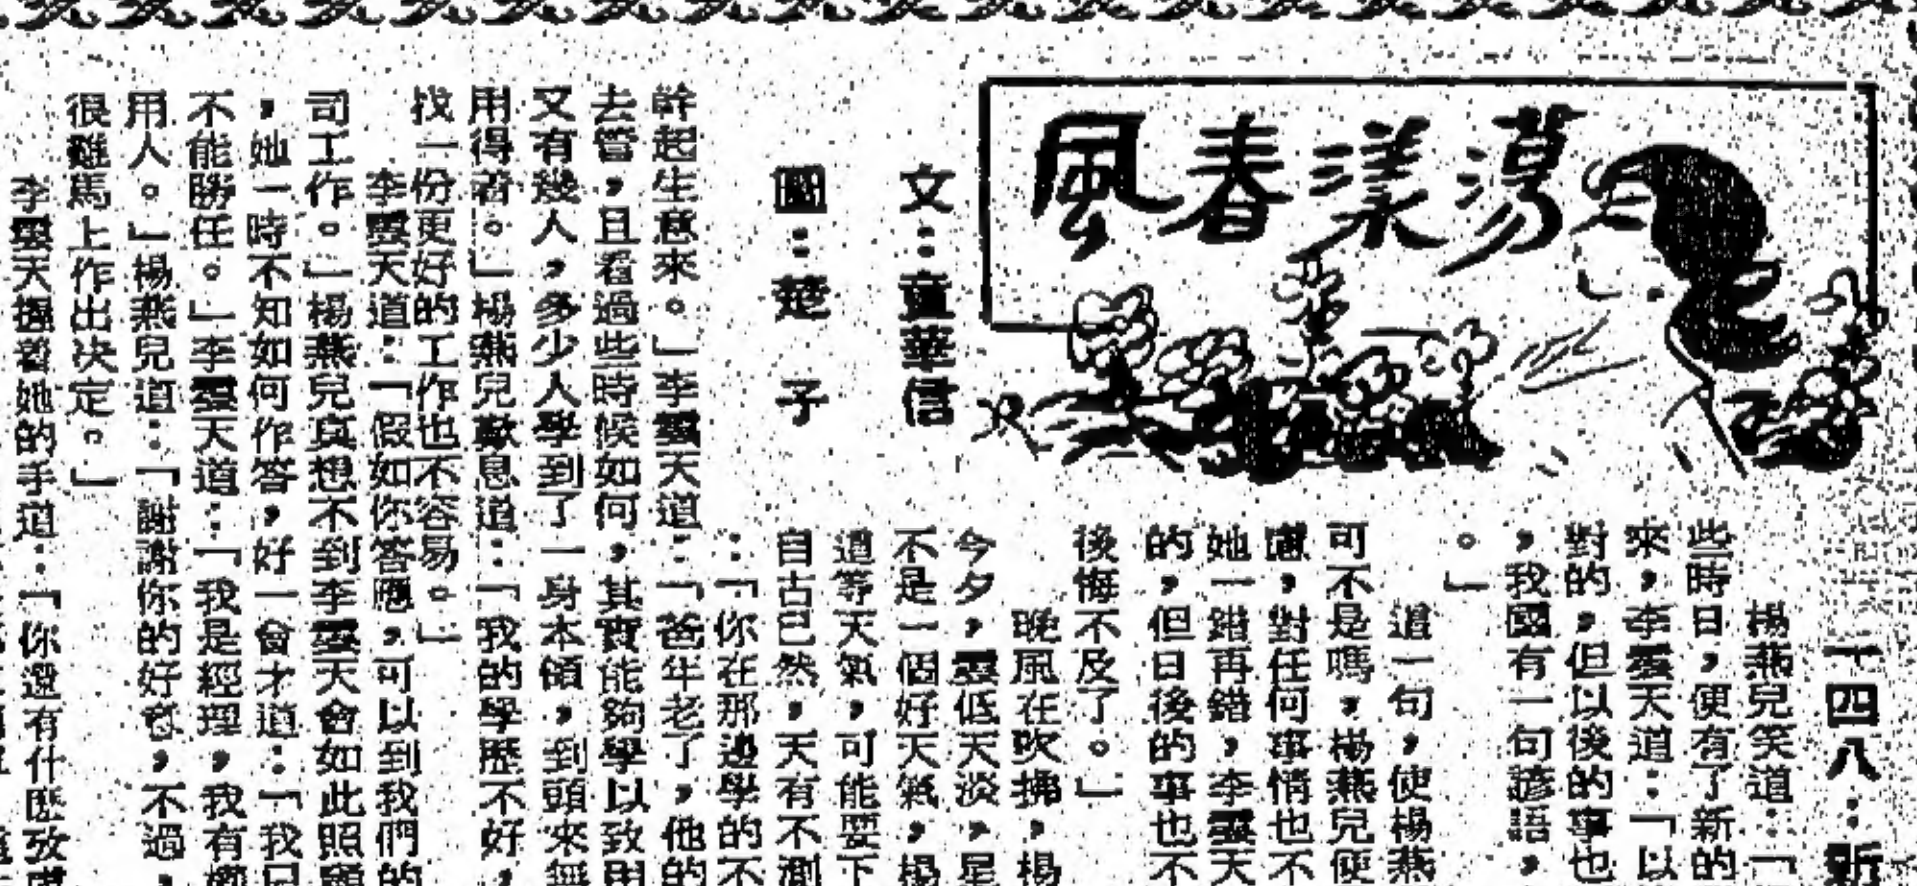 風春漾蕩
文：童華信
圖：楚子
一四八：新
楊燕兒笑道：「
些時日，便有了新的
來，李雲天道：「以
對的，但以後的事也
，我國有一句諺語，
。」
道一句，使楊燕
可不是嗎，楊燕兒便
慮，對任何事情也不
她一錯再錯，李雲天
的，但日後的事也不
後悔不及了。」
晚風在吹拂，楊
今夕，雲低天淡，星
不是一個好天氣，楊
道等天氣，可能要下
自古已然，天有不測
：「你在那邊學的不
幹起生意來。」李雲天道：「爸年老了，他的
去管，且看過些時候如何，其實能夠學以致用
又有幾人，多少人學到了一身本領，到頭來無
用得着。」楊燕兒歎息道：「我的學歷不好，
找一份更好的工作也不容易。」
李雲天道：「假如你答應，可以到我們的
司工作。」楊燕兒真想不到李雲天會如此照顧
，她一時不知如何作答，好一會才道：「我只
不能勝任。」李雲天道：「我是經理，我有
用人。」楊燕兒道：「謝謝你的好意，不過，
很難馬上作出決定。」
李雲天握着她的手道：「你還有什麼攷慮